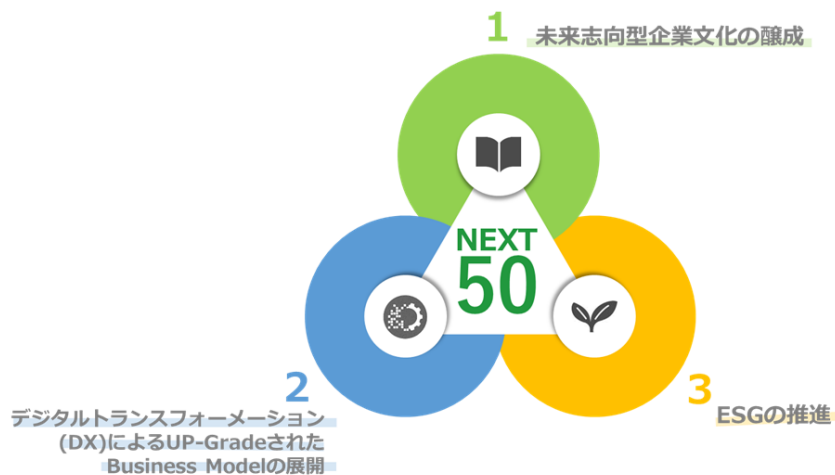 1 未来志向型企業文化の醸成
NEXT
50
2
デジタルトランスフォーメーション
(DX)によるUP-Gradeされた
Business Modelの展開
3
ESGの推進